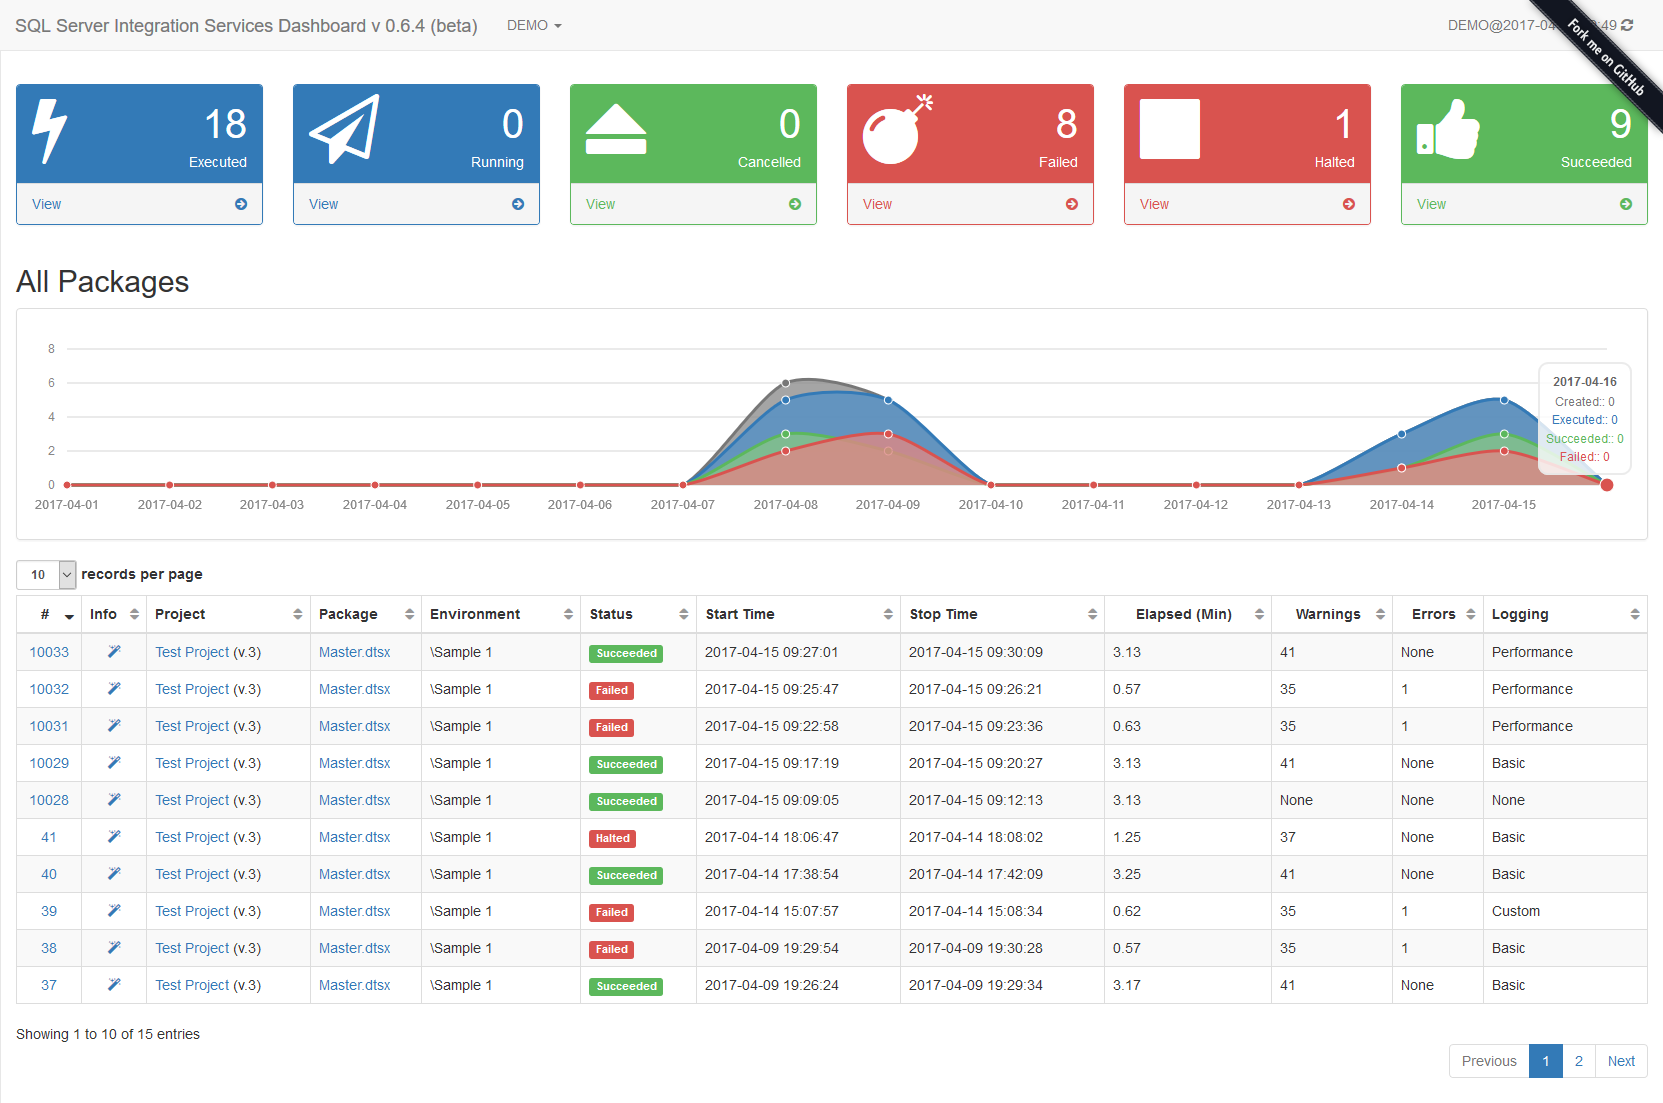 SQL Server Integration Services Dashboard v 0.6.4 (beta) DEMO
DEMO@2017-04 :49
Fork me on GitHub
18 0 0 8 1 9
Executed Running Cancelled Failed Halted Succeeded
View View View View View View
All Packages
8
6
4
2
0
2017-04-16
Created:: 0
Executed:: 0
Succeeded:: 0
Failed:: 0
2017-04-01 2017-04-02 2017-04-03 2017-04-04 2017-04-05 2017-04-06 2017-04-07 2017-04-08 2017-04-09 2017-04-10 2017-04-11 2017-04-12 2017-04-13 2017-04-14 2017-04-15
10 records per page
# Info Project Package Environment Status Start Time Stop Time Elapsed (Min) Warnings Errors Logging
10033 Test Project (v.3) Master.dtsx \Sample 1 Succeeded 2017-04-15 09:27:01 2017-04-15 09:30:09 3.13 41 None Performance
10032 Test Project (v.3) Master.dtsx \Sample 1 Failed 2017-04-15 09:25:47 2017-04-15 09:26:21 0.57 35 1 Performance
10031 Test Project (v.3) Master.dtsx \Sample 1 Failed 2017-04-15 09:22:58 2017-04-15 09:23:36 0.63 35 1 Performance
10029 Test Project (v.3) Master.dtsx \Sample 1 Succeeded 2017-04-15 09:17:19 2017-04-15 09:20:27 3.13 41 None Basic
10028 Test Project (v.3) Master.dtsx \Sample 1 Succeeded 2017-04-15 09:09:05 2017-04-15 09:12:13 3.13 None None None
41 Test Project (v.3) Master.dtsx \Sample 1 Halted 2017-04-14 18:06:47 2017-04-14 18:08:02 1.25 37 None Basic
40 Test Project (v.3) Master.dtsx \Sample 1 Succeeded 2017-04-14 17:38:54 2017-04-14 17:42:09 3.25 41 None Basic
39 Test Project (v.3) Master.dtsx \Sample 1 Failed 2017-04-14 15:07:57 2017-04-14 15:08:34 0.62 35 1 Custom
38 Test Project (v.3) Master.dtsx \Sample 1 Failed 2017-04-09 19:29:54 2017-04-09 19:30:28 0.57 35 1 Basic
37 Test Project (v.3) Master.dtsx \Sample 1 Succeeded 2017-04-09 19:26:24 2017-04-09 19:29:34 3.17 41 None Basic
Showing 1 to 10 of 15 entries
Previous 1 2 Next